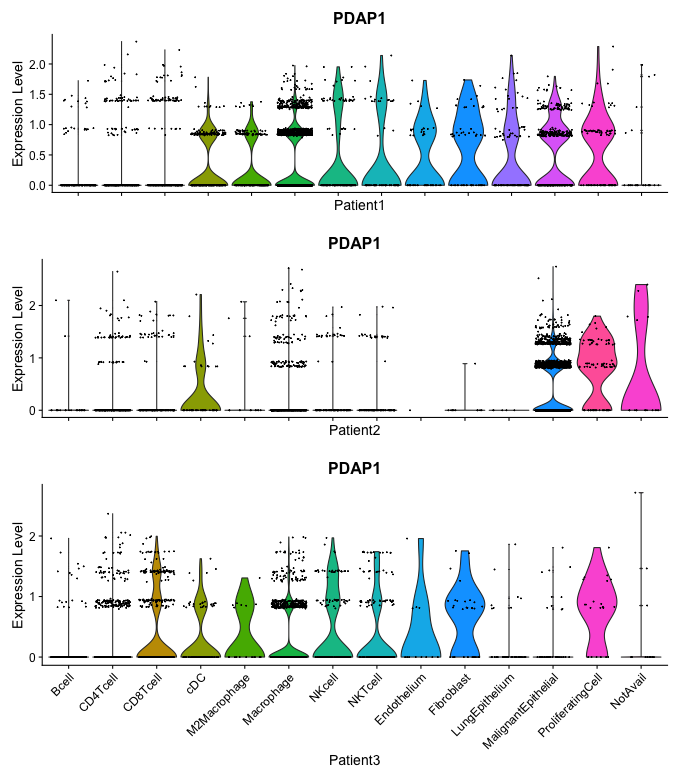 PDAP1
Expression Level
2.0
1.5
1.0
0.5
0.0
Patient1
PDAP1
Expression Level
2
1
0
Patient2
PDAP1
Expression Level
2
1
0
Bcell
CD4Tcell
CD8Tcell
cDC
M2Macrophage
Macrophage
NKcell
NKTcell
Endothelium
Fibroblast
LungEpithelium
MalignantEpithelial
ProliferatingCell
NotAvail
Patient3